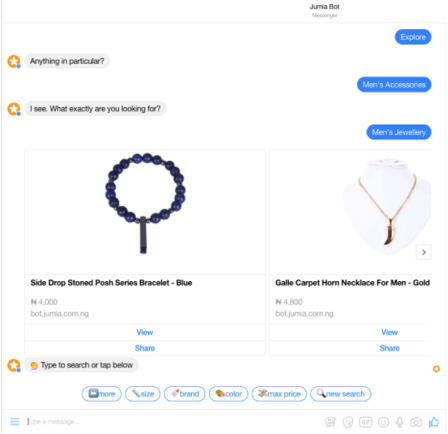 Jumia Bot
Messenger
Explore
Anything in particular?
Men's Accessories
I see. What exactly are you looking for?
Men's Jewellery
Side Drop Stoned Posh Series Bracelet - Blue
₦ 4,000
bot.jumia.com.ng
View
Share
Galle Carpet Horn Necklace For Men - Gold
₦ 4,800
bot.jumia.com.ng
View
Share
Type to search or tap below
more
size
brand
color
max price
new search
Type a message...
GIF